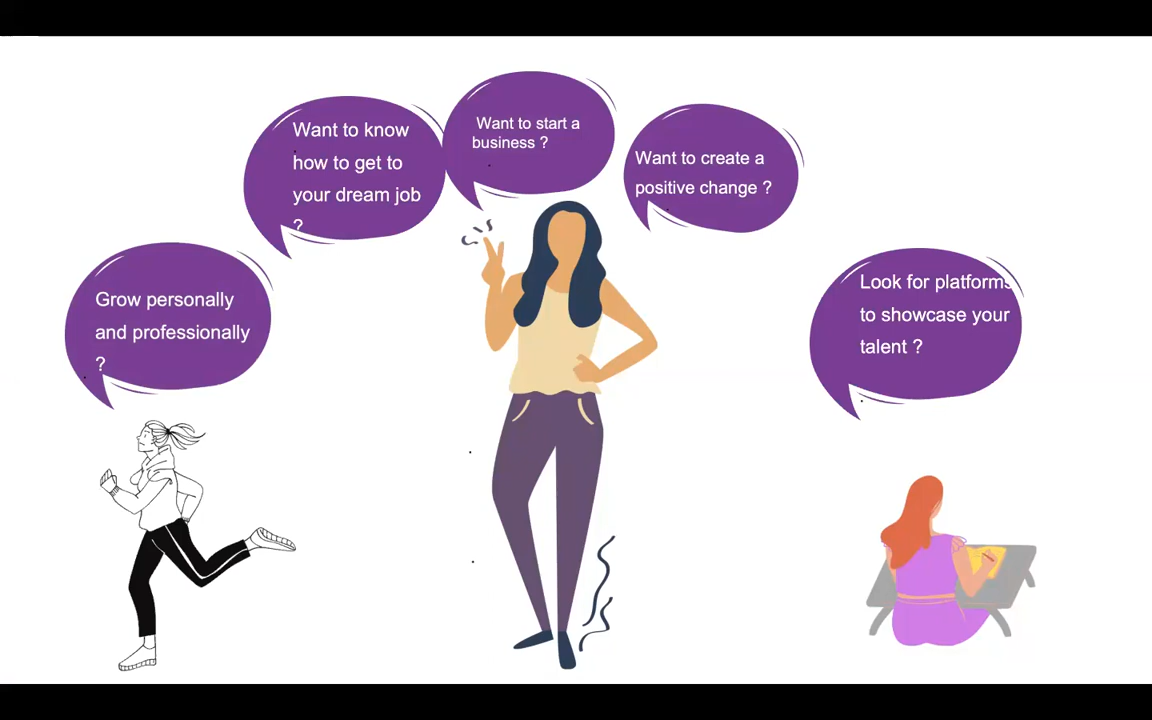 Grow personally
and professionally
?
Want to know
how to get to
your dream job
?
Want to start a
business ?
Want to create a
positive change ?
Look for platforms
to showcase your
talent ?